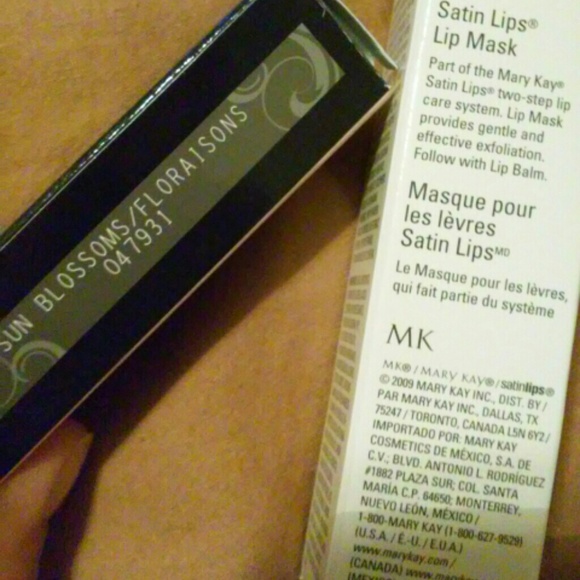 SUN BLOSSOMS/FLORAISONS
047931
Satin Lips®
Lip Mask
Part of the Mary Kay®
Satin Lips® two-step lip
care system. Lip Mask
provides gentle and
effective exfoliation.
Follow with Lip Balm.
Masque pour
les lèvres
Satin Lips MD
Le Masque pour les lèvres,
qui fait partie du système
MK
MK® / MARY KAY® / satinlips®
© 2009 MARY KAY INC., DIST. BY /
PAR MARY KAY INC., DALLAS, TX
75247 / TORONTO, CANADA L5N 6Y2 /
IMPORTADO POR: MARY KAY
COSMETICS DE MÉXICO, S.A. DE
C.V.; BLVD. ANTONIO L. RODRÍGUEZ
#1882 PLAZA SUR; COL. SANTA
MARÍA C.P. 64650; MONTERREY,
NUEVO LEÓN, MÉXICO /
1-800-MARY KAY (1-800-627-9529)
(U.S.A. / É.-U. / E.U.A.)
www.marykay.com /
(CANADA)